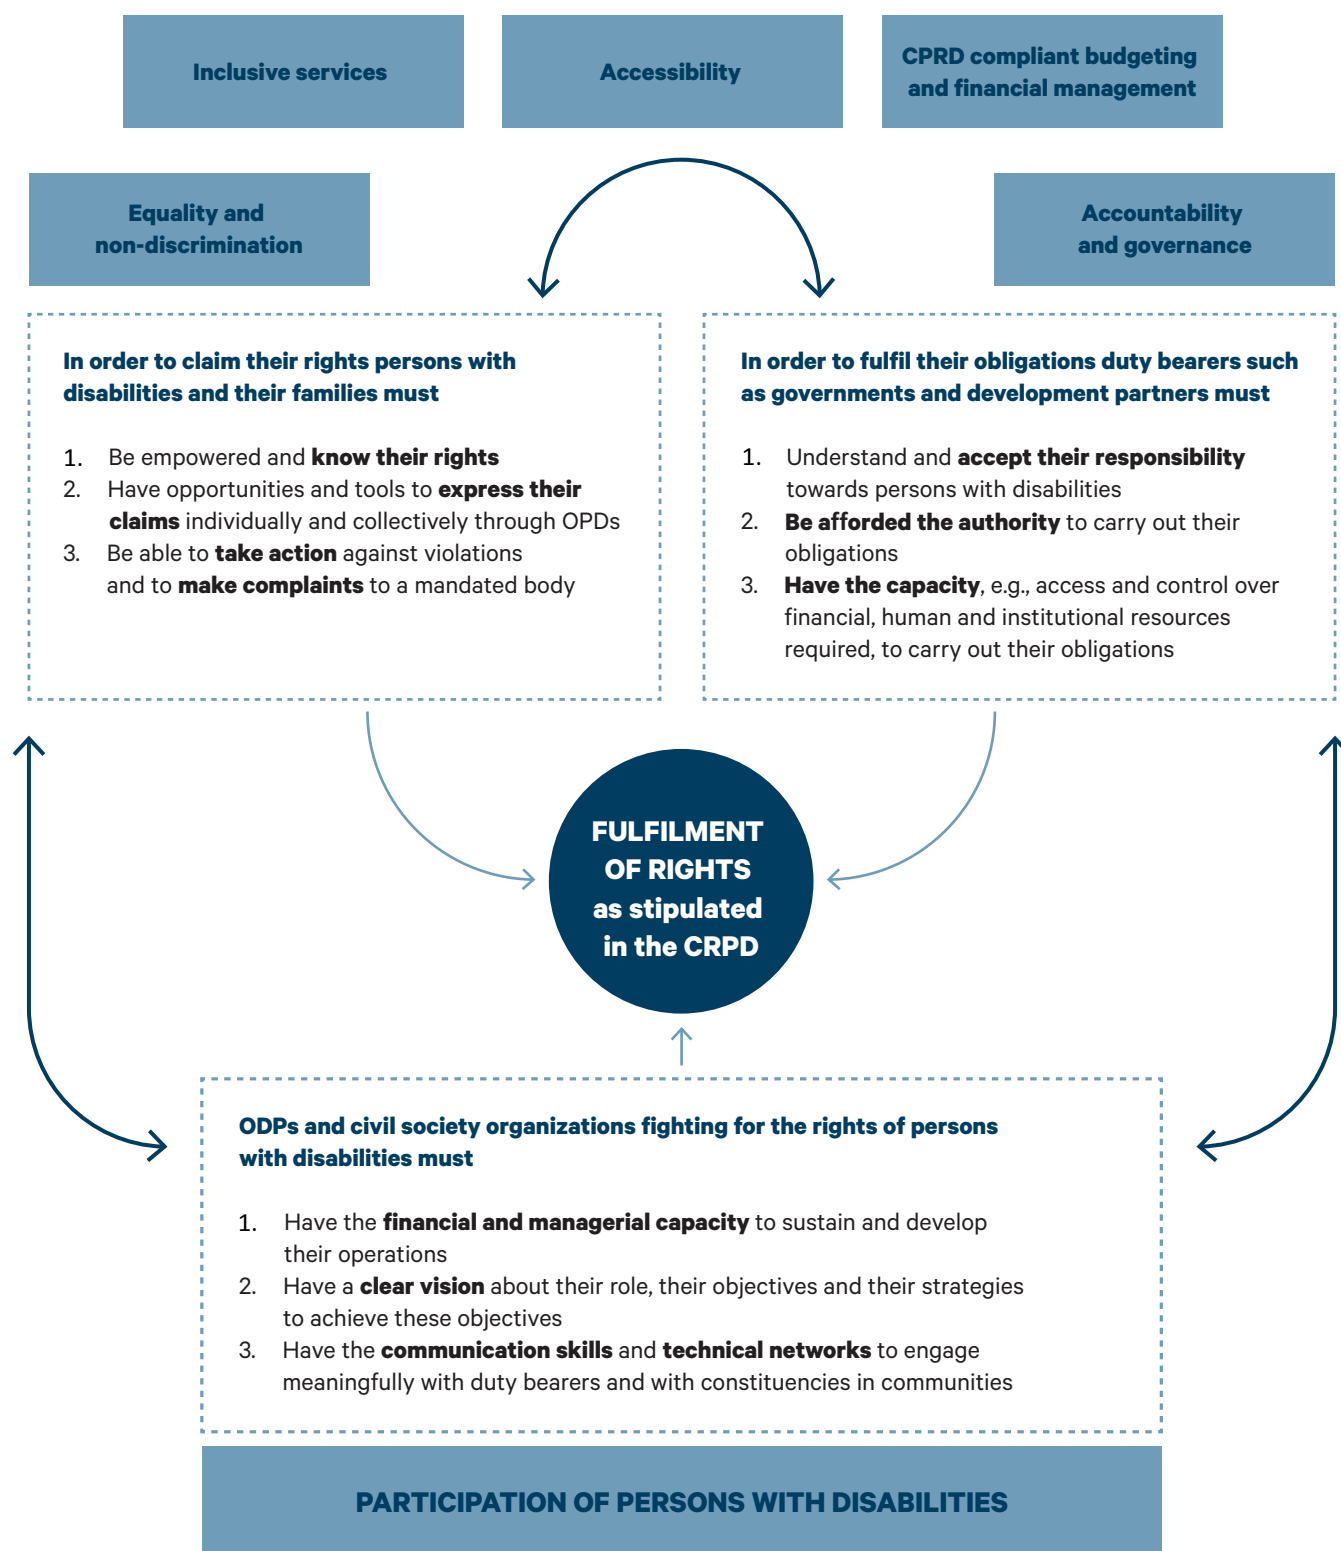 Inclusive services
Accessibility
CPRD compliant budgeting
and financial management
Equality and
non-discrimination
Accountability
and governance
In order to claim their rights persons with
disabilities and their families must
1. Be empowered and know their rights
2. Have opportunities and tools to express their
claims individually and collectively through OPDs
3. Be able to take action against violations
and to make complaints to a mandated body
In order to fulfil their obligations duty bearers such
as governments and development partners must
1. Understand and accept their responsibility
towards persons with disabilities
2. Be afforded the authority to carry out their
obligations
3. Have the capacity, e.g., access and control over
financial, human and institutional resources
required, to carry out their obligations
FULFILMENT
OF RIGHTS
as stipulated
in the CRPD
ODPs and civil society organizations fighting for the rights of persons
with disabilities must
1. Have the financial and managerial capacity to sustain and develop
their operations
2. Have a clear vision about their role, their objectives and their strategies
to achieve these objectives
3. Have the communication skills and technical networks to engage
meaningfully with duty bearers and with constituencies in communities
PARTICIPATION OF PERSONS WITH DISABILITIES